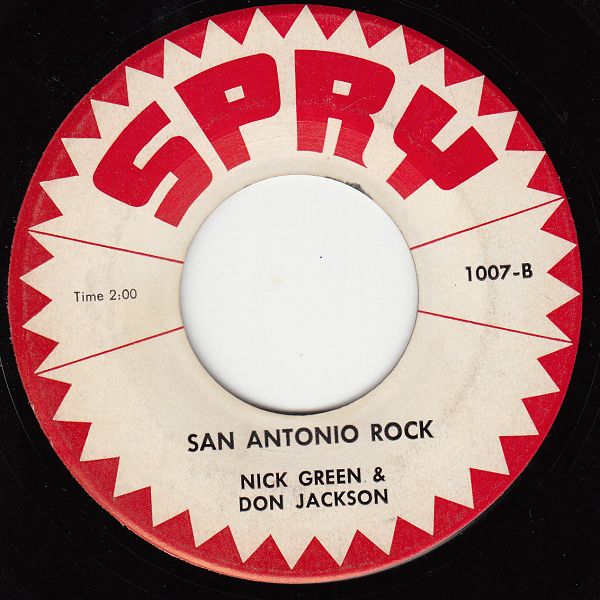 SPRY
Time 2:00
1007-B
SAN ANTONIO ROCK
NICK GREEN &
DON JACKSON